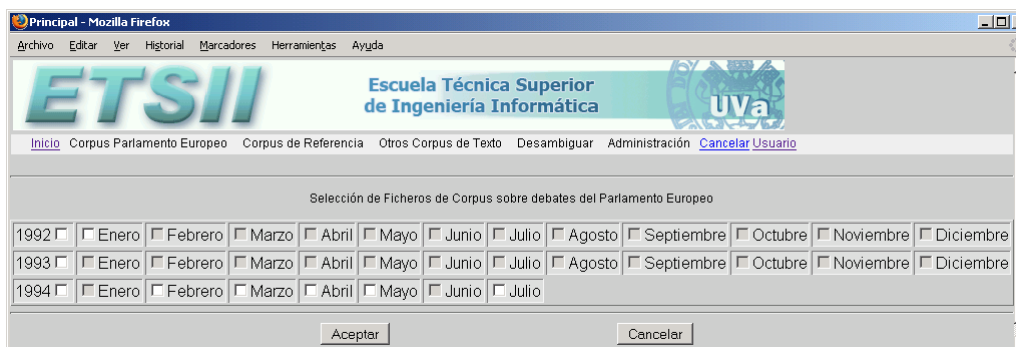 Principal - Mozilla Firefox
Archivo Editar Ver Historial Marcadores Herramientas Ayuda
ETSII Escuela Técnica Superior
de Ingeniería Informática UVa
Inicio Corpus Parlamento Europeo Corpus de Referencia Otros Corpus de Texto Desambiguar Administración Cancelar Usuario
Selección de Ficheros de Corpus sobre debates del Parlamento Europeo
1992 Enero Febrero Marzo Abril Mayo Junio Julio Agosto Septiembre Octubre Noviembre Diciembre
1993 Enero Febrero Marzo Abril Mayo Junio Julio Agosto Septiembre Octubre Noviembre Diciembre
1994 Enero Febrero Marzo Abril Mayo Junio Julio
Aceptar Cancelar